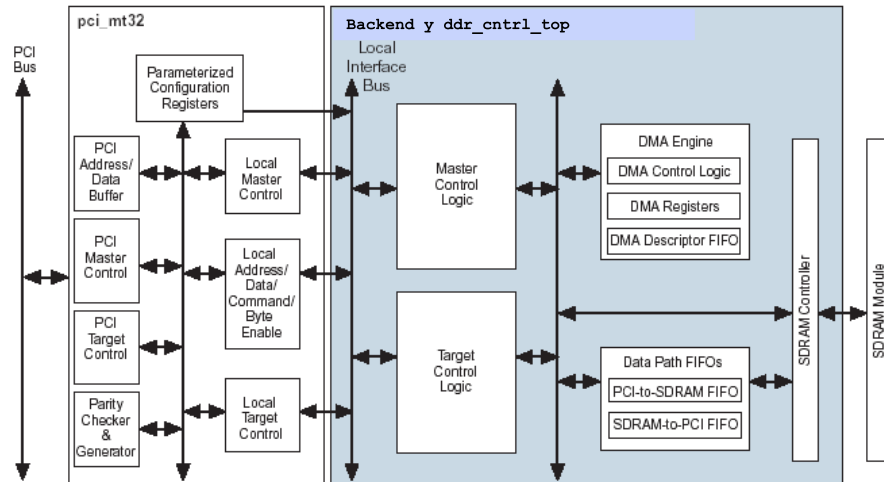 pci_mt32
Backend y ddr_cntrl_top
PCI
Bus
Local
Interface
Bus
Parameterized
Configuration
Registers
PCI
Address/
Data
Buffer
Local
Master
Control
PCI
Master
Control
Local
Address/
Data/
Command/
Byte
Enable
PCI
Target
Control
Parity
Checker
&
Generator
Local
Target
Control
Master
Control
Logic
Target
Control
Logic
DMA Engine
DMA Control Logic
DMA Registers
DMA Descriptor FIFO
Data Path FIFOs
PCI-to-SDRAM FIFO
SDRAM-to-PCI FIFO
SDRAM Controller
SDRAM Module